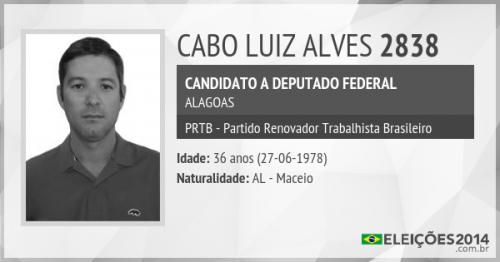 CABO LUIZ ALVES 2838
CANDIDATO A DEPUTADO FEDERAL
ALAGOAS
PRTB - Partido Renovador Trabalhista Brasileiro
Idade: 36 anos (27-06-1978)
Naturalidade: AL - Maceio
ELEIÇÕES2014
.com.br